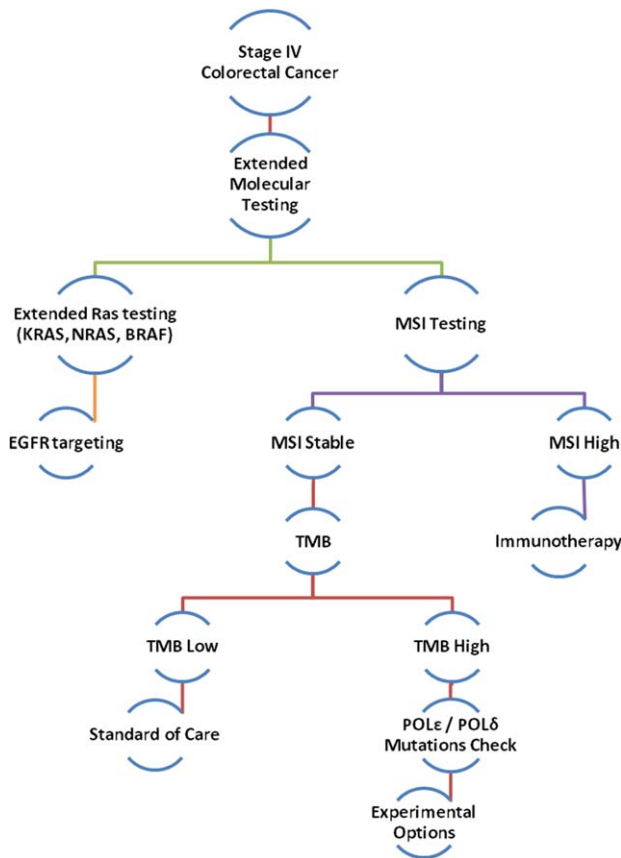 Stage IV
Colorectal Cancer
Extended
Molecular
Testing
Extended Ras testing
(KRAS, NRAS, BRAF)
MSI Testing
EGFR targeting
MSI Stable
MSI High
TMB
Immunotherapy
TMB Low
TMB High
Standard of Care
POLε / POLδ
Mutations Check
Experimental
Options